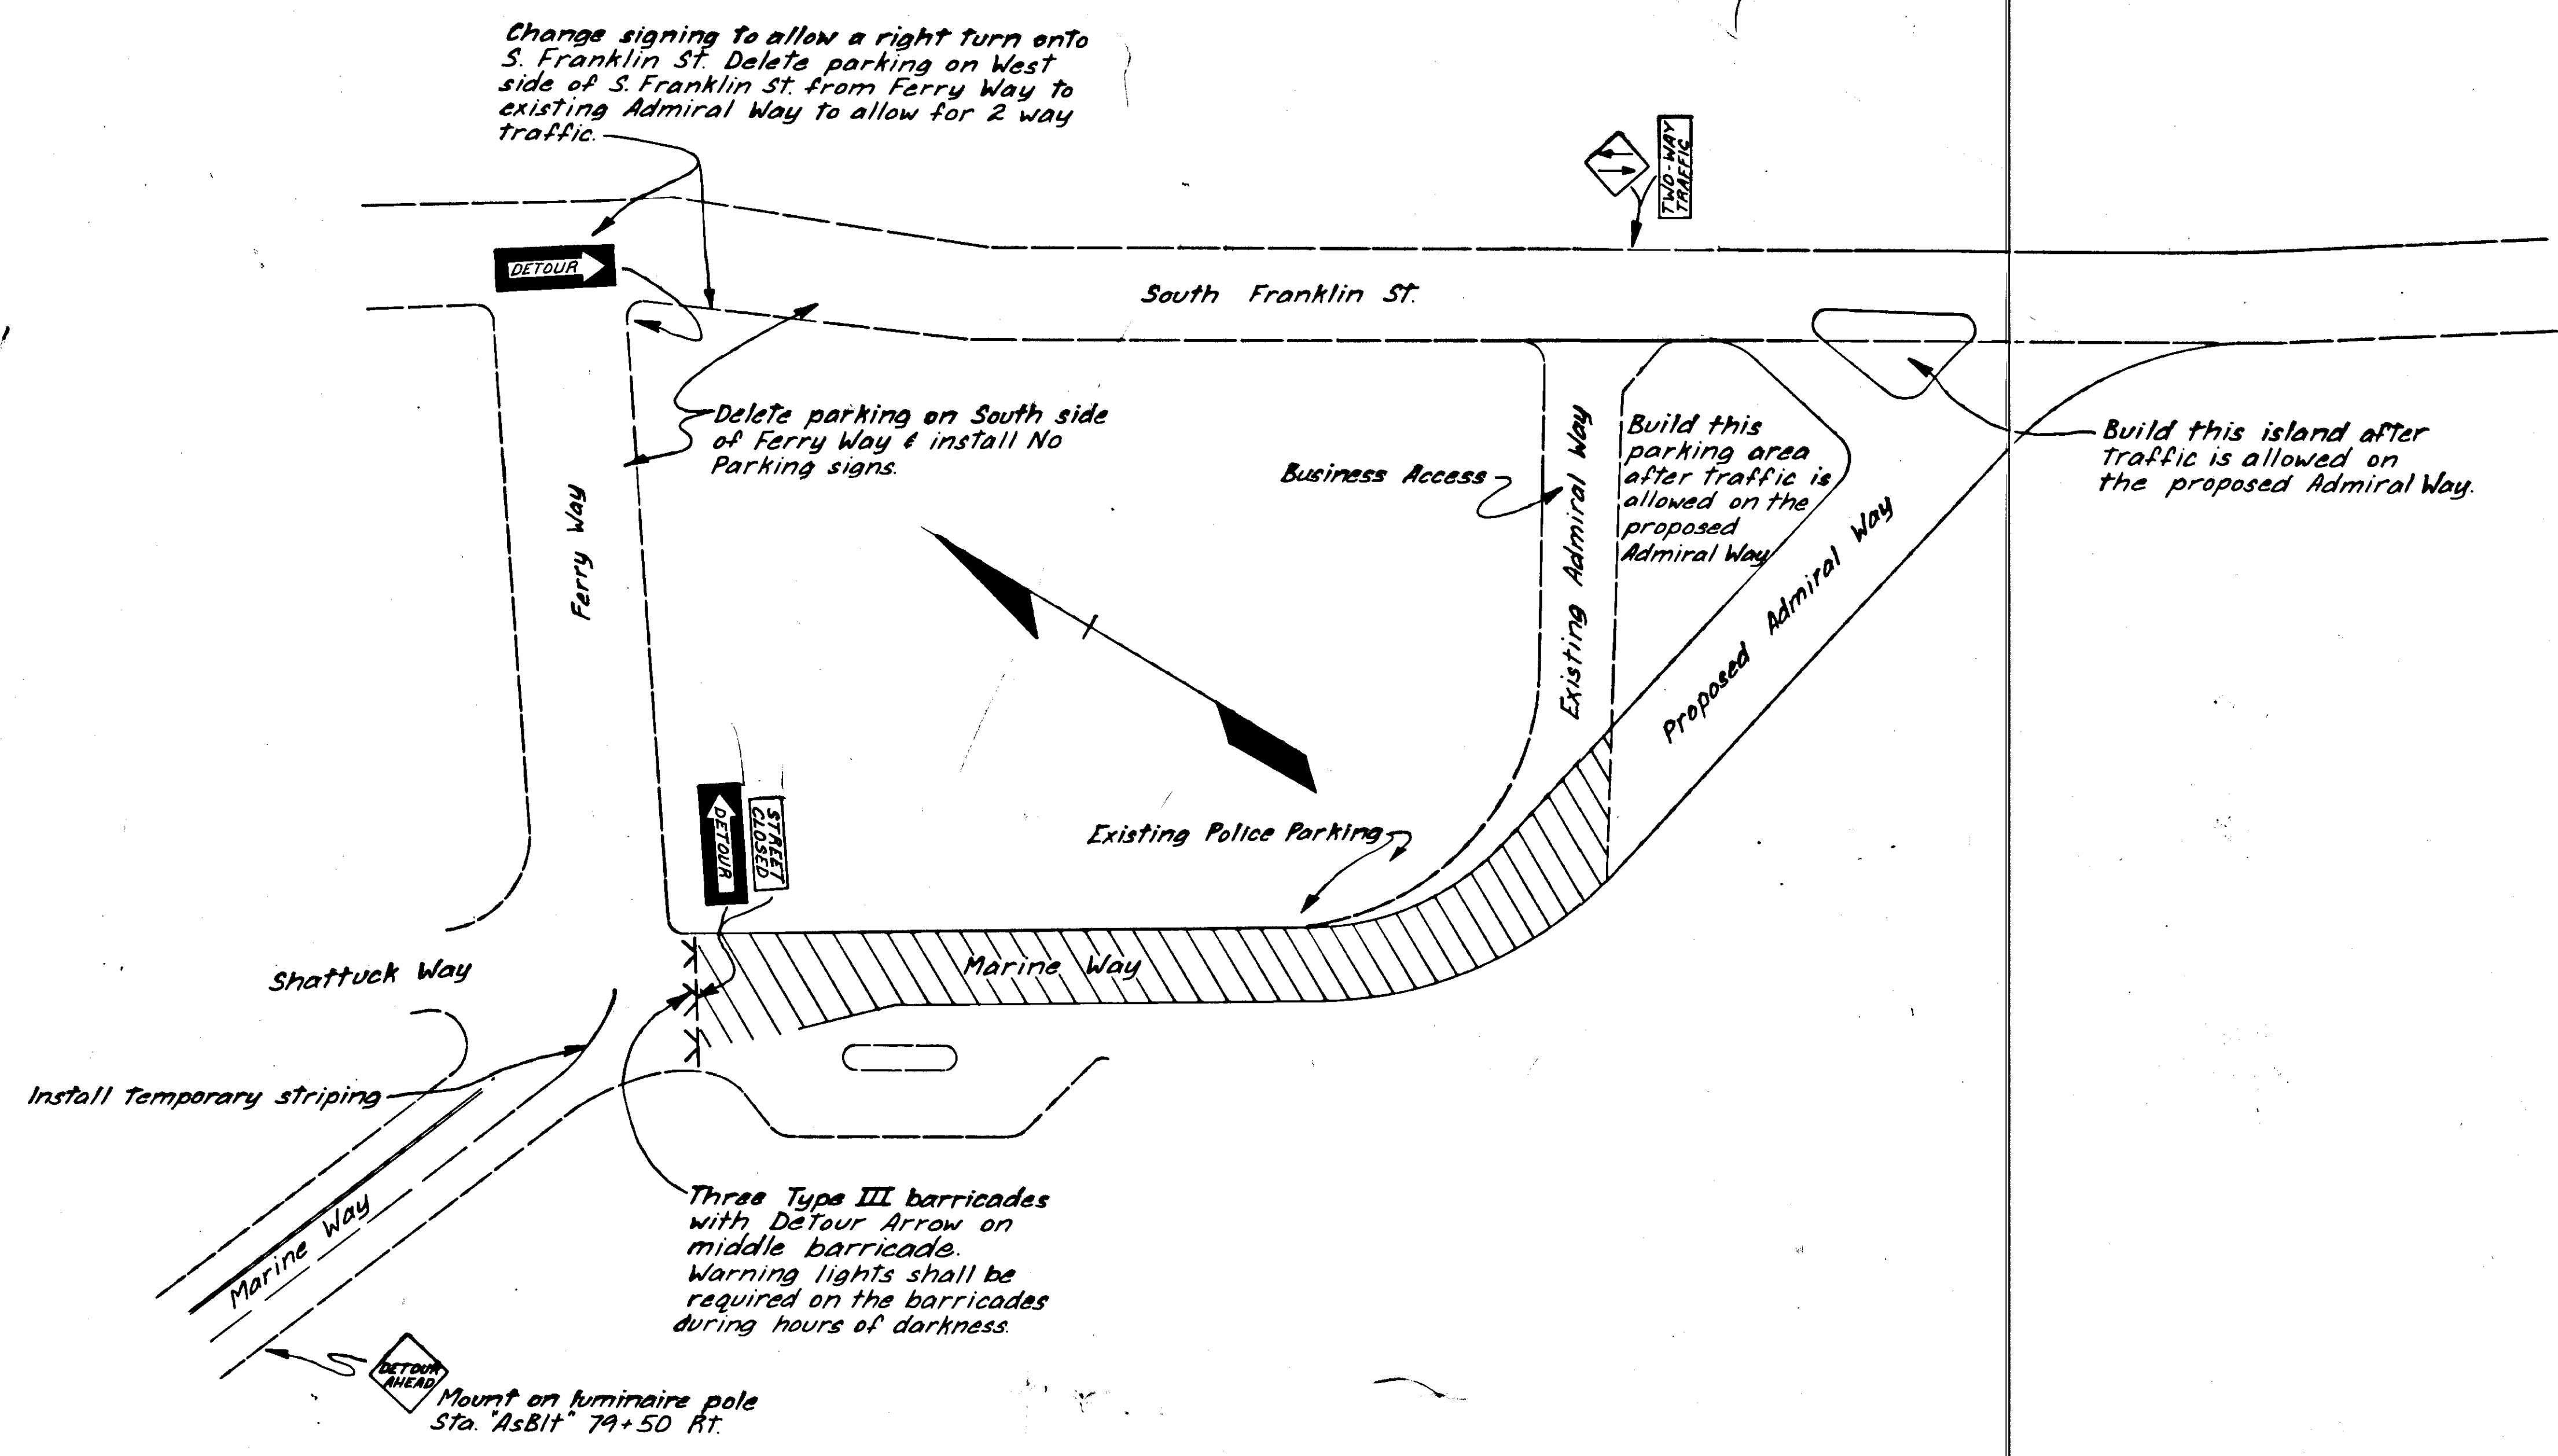 Change signing to allow a right turn onto
S. Franklin St. Delete parking on West
side of S. Franklin St. from Ferry Way to
existing Admiral Way to allow for 2 way
traffic.
TWO-WAY
TRAFFIC
DETOUR
South Franklin St.
Delete parking on South side
of Ferry Way & install No
Parking signs.
Ferry Way
Business Access
Existing Admiral Way
Build this
parking area
after traffic is
allowed on the
proposed
Admiral Way
Proposed Admiral Way
Build this island after
traffic is allowed on
the proposed Admiral Way.
DETOUR
STREET
CLOSED
Existing Police Parking
Marine Way
Shattuck Way
Install temporary striping
Marine Way
Three Type III barricades
with Detour Arrow on
middle barricade.
Warning lights shall be
required on the barricades
during hours of darkness.
DETOUR
AHEAD
Mount on luminaire pole
Sta. "AsBlt" 79+50 Rt.